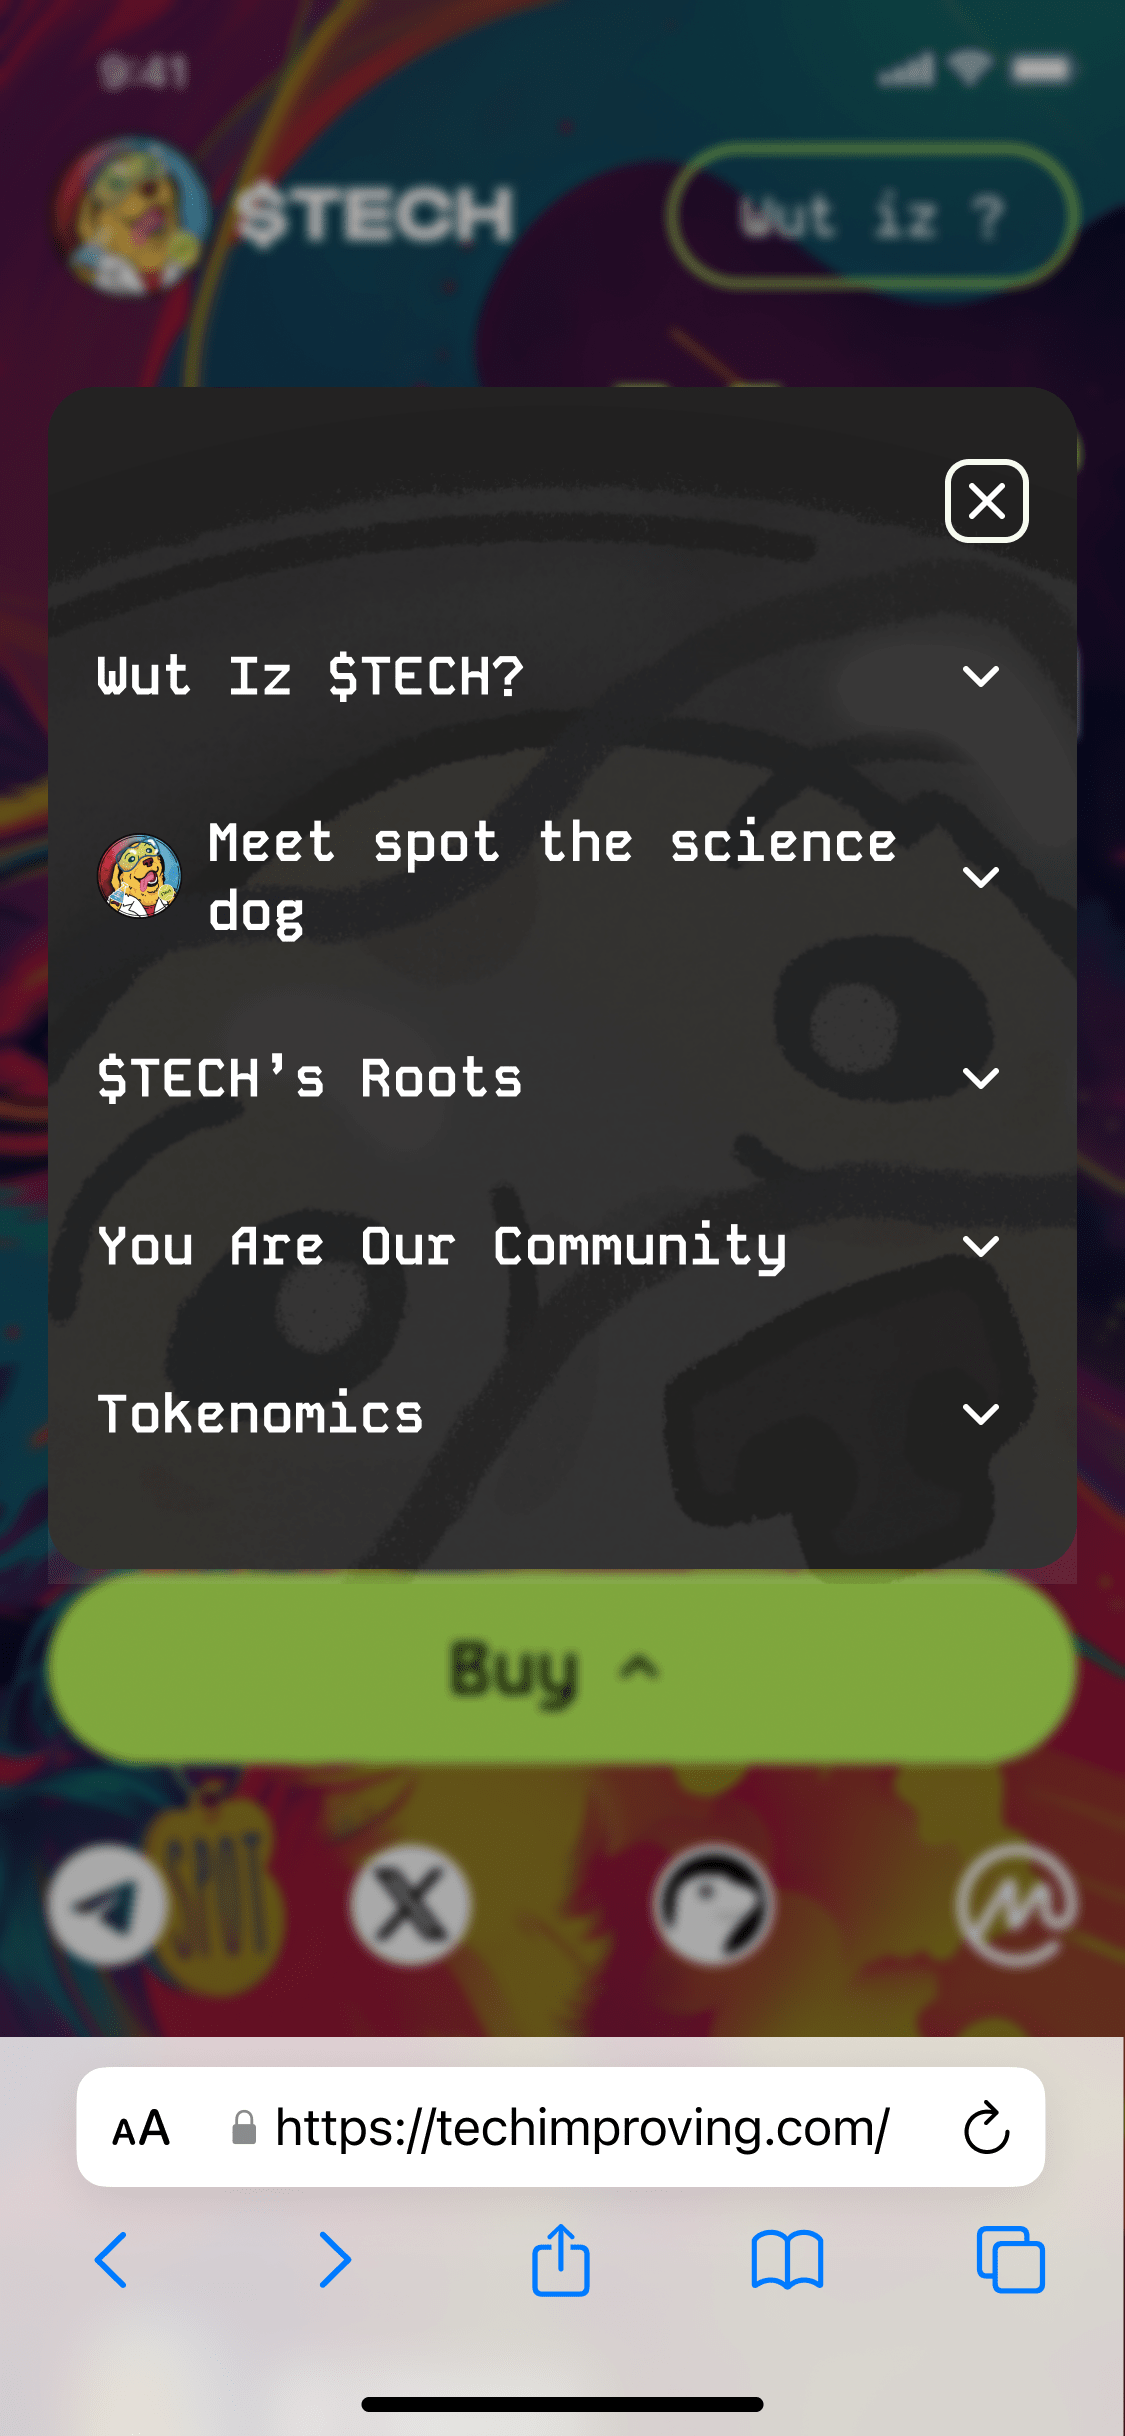 9:41
$TECH
Wut iz ?
Wut Iz $TECH?
Meet spot the science
dog
$TECH's Roots
You Are Our Community
Tokenomics
Buy
SPOT
AA
https://techimproving.com/